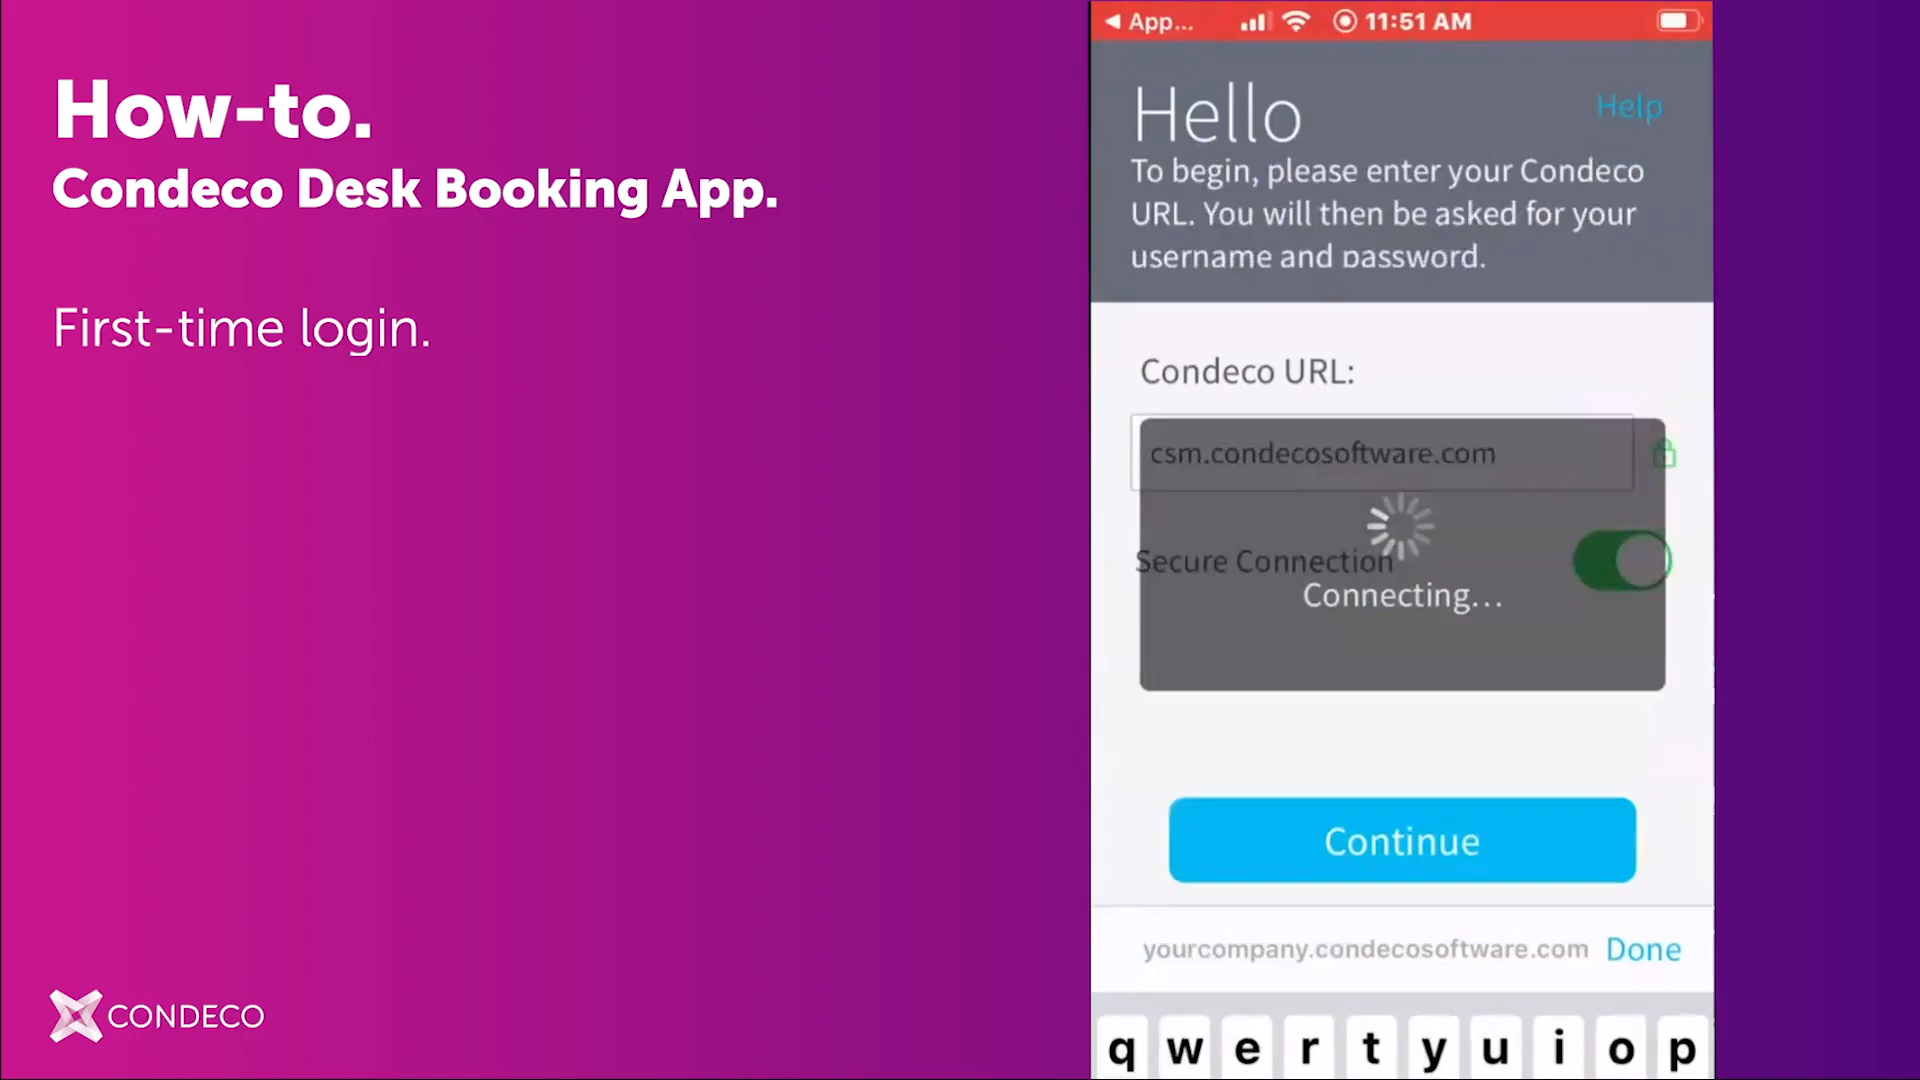 How-to.
Condeco Desk Booking App.
First-time login.
CONDECO
App...
11:51 AM
Hello
Help
To begin, please enter your Condeco
URL. You will then be asked for your
username and password.
Condeco URL:
csm.condecosoftware.com
Secure Connection
Connecting...
Continue
yourcompany.condecosoftware.com Done
q w e r t y u i o p